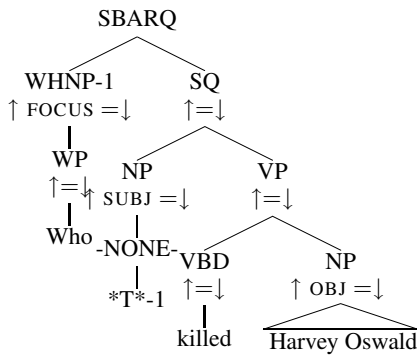 SBARQ
WHNP-1 SQ
↑ FOCUS =↓ ↑=↓
WP NP VP
↑=↓ ↑ SUBJ =↓ ↑=↓
Who -NONE- VBD NP
*T*-1 ↑=↓ ↑ OBJ =↓
killed Harvey Oswald